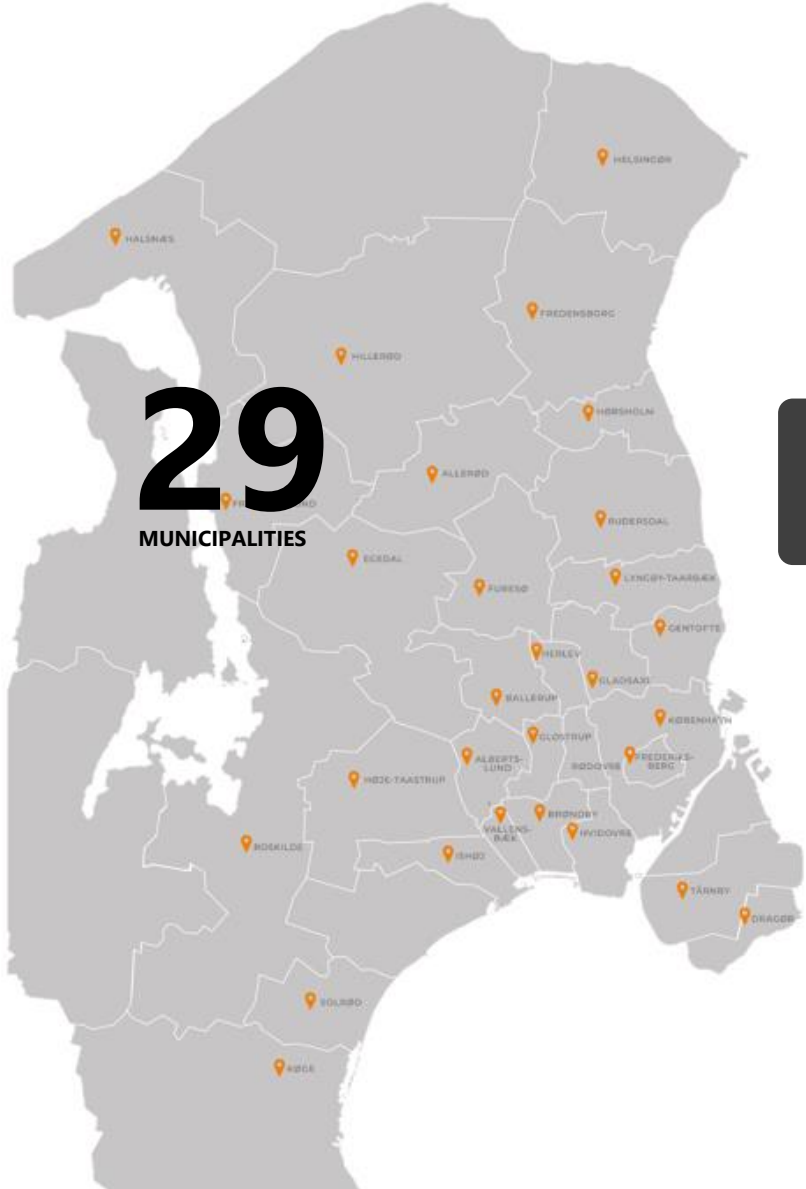 HELSINGØR
HALSNÆS
FREDENSBORG
HILLERØD
29
HØRSHOLM
ALLERØD
RUDERSDAL
MUNICIPALITIES
EGEDAL
LYNGBY-TAARBÆK
FURESØ
GENTOFTE
HERLEV
GLADSAXE
BALLERUP
KØBENHAVN
GLOSTRUP
ALBERTS-
LUND
RØDOVRE
FREDERIKS-
BERG
HØJE-TAASTRUP
BRØNDBY
VALLENS-
BÆK
HVIDOVRE
ROSKILDE
ISHØJ
TÅRNBY
DRAGØR
SOLRØD
KØGE